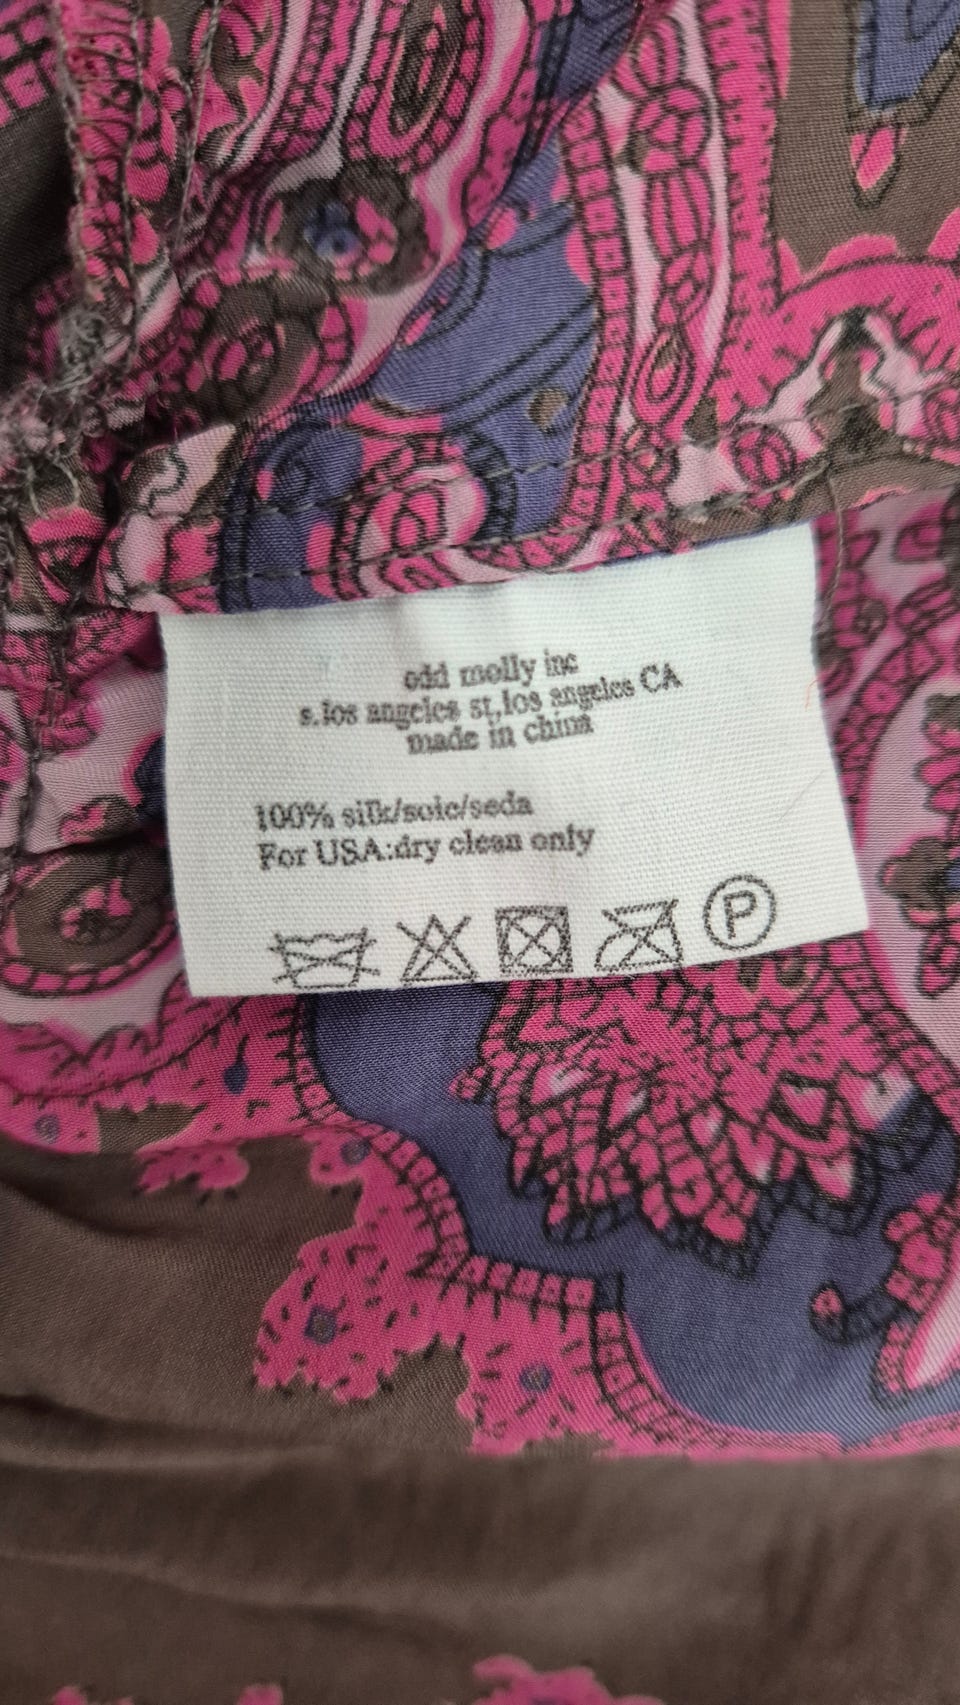 odd molly inc
s.los angeles st,los angeles CA
made in china
100% silk/soie/seda
For USA:dry clean only
P